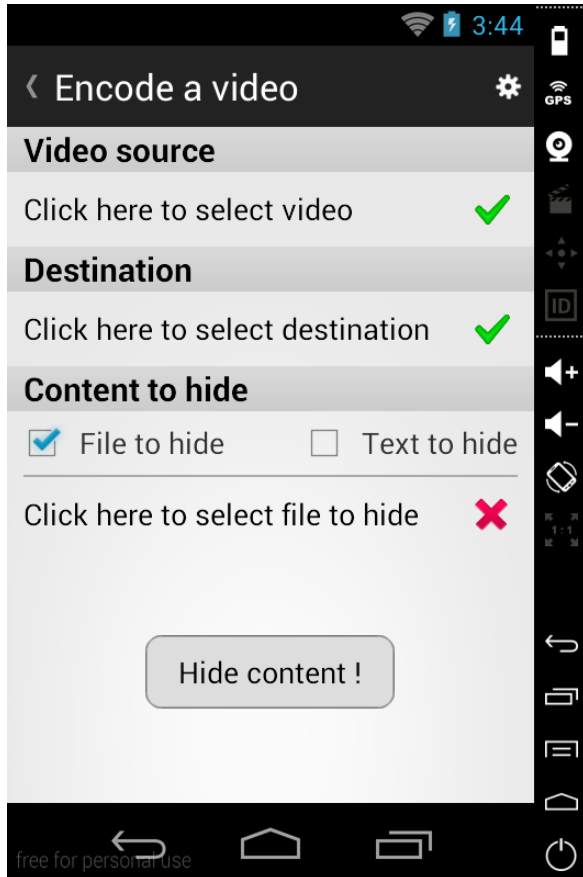 3:44
Encode a video
GPS
Video source
Click here to select video
Destination
ID
Click here to select destination
Content to hide
File to hide Text to hide
Click here to select file to hide
1:1
Hide content !
free for personal use